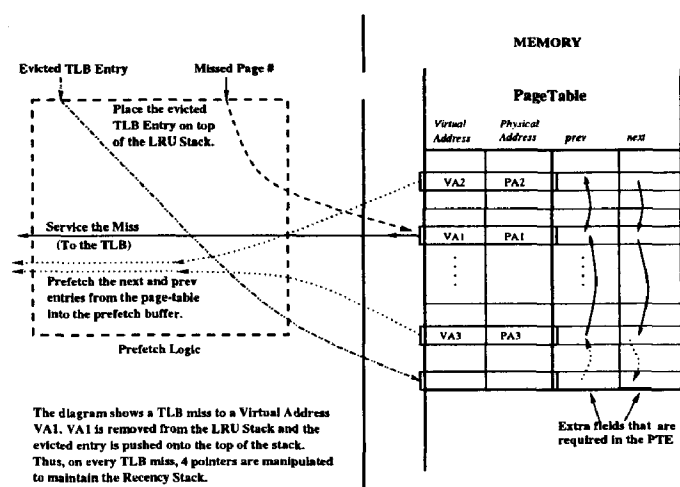 MEMORY
Evicted TLB Entry
Missed Page #
PageTable
Place the evicted
TLB Entry on top
of the LRU Stack.
Virtual
Address
Physical
Address
prev
next
VA2
PA2
Service the Miss
(To the TLB)
VA1
PA1
Prefetch the next and prev
entries from the page-table
into the prefetch buffer.
VA3
PA3
Prefetch Logic
The diagram shows a TLB miss to a Virtual Address
VA1. VA1 is removed from the LRU Stack and the
evicted entry is pushed onto the top of the stack.
Thus, on every TLB miss, 4 pointers are manipulated
to maintain the Recency Stack.
Extra fields that are
required in the PTE